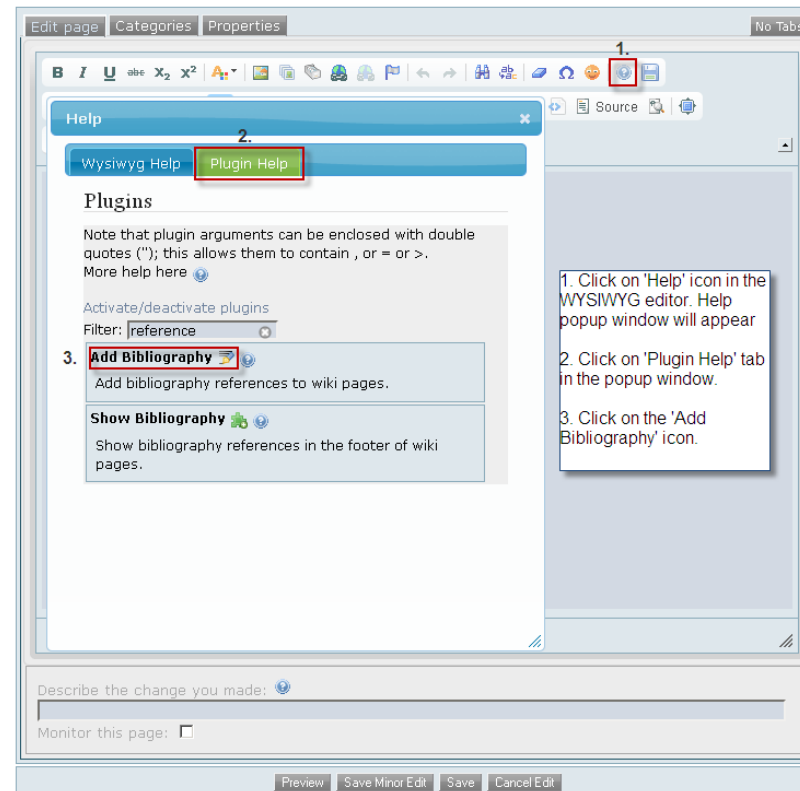 Edit page Categories Properties No Tabs
1.
B I U abc X2 X² A
Source
Help
2.
Wysiwyg Help Plugin Help
Plugins
Note that plugin arguments can be enclosed with double
quotes ("); this allows them to contain , or = or >.
More help here
Activate/deactivate plugins
Filter: reference
3. Add Bibliography
Add bibliography references to wiki pages.
Show Bibliography
Show bibliography references in the footer of wiki
pages.
1. Click on 'Help' icon in the
WYSIWYG editor. Help
popup window will appear
2. Click on 'Plugin Help' tab
in the popup window.
3. Click on the 'Add
Bibliography' icon.
Describe the change you made:
Monitor this page:
Preview Save Minor Edit Save Cancel Edit